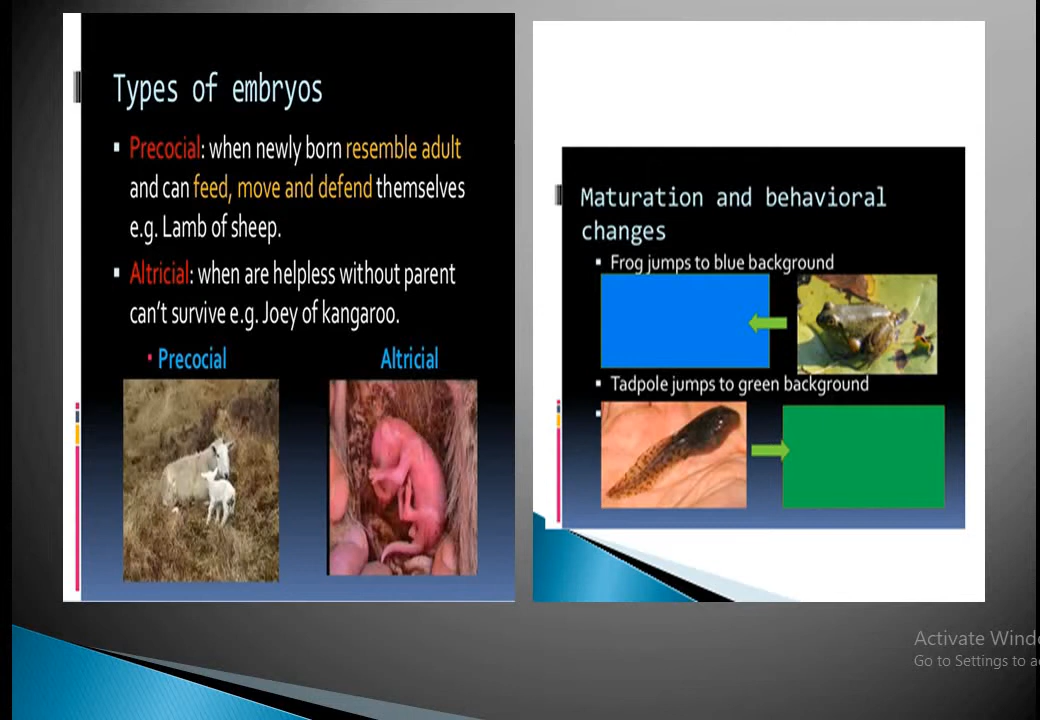 Types of embryos
Precocial: when newly born resemble adult
and can feed, move and defend themselves
e.g. Lamb of sheep.
Altricial: when are helpless without parent
can't survive e.g. Joey of kangaroo.
Precocial
Altricial
Maturation and behavioral
changes
Frog jumps to blue background
Tadpole jumps to green background
Activate Windo
Go to Settings to a